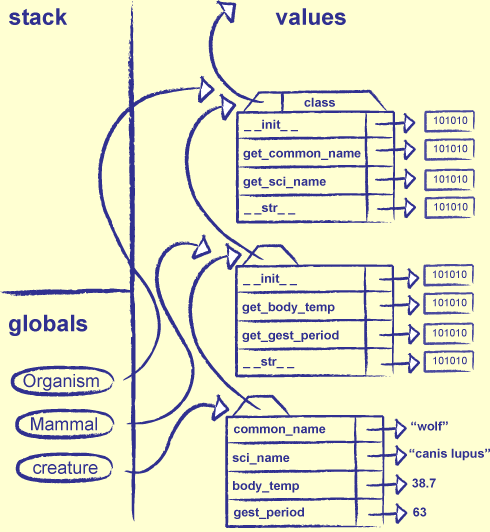 stack
values
class
_ _init_ _ 101010
get_common_name 101010
get_sci_name 101010
_ _str_ _ 101010
_ _init_ _ 101010
get_body_temp 101010
get_gest_period 101010
_ _str_ _ 101010
globals
Organism
Mammal
creature
common_name “wolf”
sci_name “canis lupus”
body_temp 38.7
gest_period 63